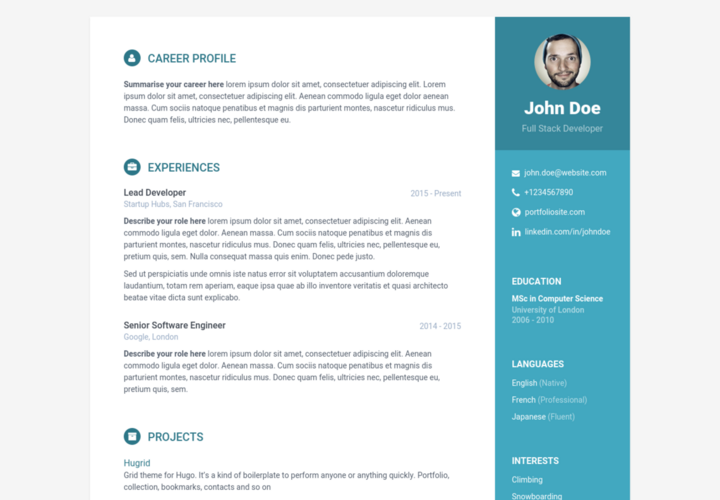 CAREER PROFILE
Summarise your career here lorem ipsum dolor sit amet, consectetuer adipiscing elit. Lorem
ipsum dolor sit amet, consectetuer adipiscing elit. Aenean commodo ligula eget dolor aenean
massa. Cum sociis natoque penatibus et magnis dis parturient montes, nascetur ridiculus mus.
Donec quam felis, ultricies nec, pellentesque eu.
EXPERIENCES
Lead Developer
2015 - Present
Startup Hubs, San Francisco
Describe your role here lorem ipsum dolor sit amet, consectetuer adipiscing elit. Aenean
commodo ligula eget dolor. Aenean massa. Cum sociis natoque penatibus et magnis dis
parturient montes, nascetur ridiculus mus. Donec quam felis, ultricies nec, pellentesque eu,
pretium quis, sem. Nulla consequat massa quis enim. Donec pede justo.
Sed ut perspiciatis unde omnis iste natus error sit voluptatem accusantium doloremque
laudantium, totam rem aperiam, eaque ipsa quae ab illo inventore veritatis et quasi architecto
beatae vitae dicta sunt explicabo.
Senior Software Engineer
2014 - 2015
Google, London
Describe your role here lorem ipsum dolor sit amet, consectetuer adipiscing elit. Aenean
commodo ligula eget dolor. Aenean massa. Cum sociis natoque penatibus et magnis dis
parturient montes, nascetur ridiculus mus. Donec quam felis, ultricies nec, pellentesque eu,
pretium quis, sem.
PROJECTS
Hugrid
Grid theme for Hugo. It's a kind of boilerplate to perform anyone or anything quickly. Portfolio,
collection, bookmarks, contacts and so on
John Doe
Full Stack Developer
john.doe@website.com
+1234567890
portfoliosite.com
linkedin.com/in/johndoe
EDUCATION
MSc in Computer Science
University of London
2006 - 2010
LANGUAGES
English (Native)
French (Professional)
Japanese (Fluent)
INTERESTS
Climbing
Snowboarding